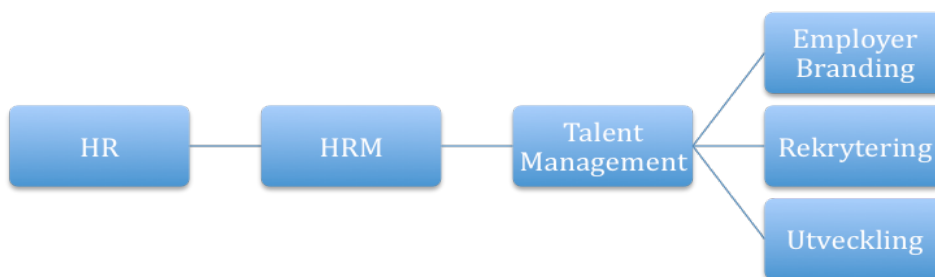 HR
HRM
Talent
Management
Employer
Branding
Rekrytering
Utveckling